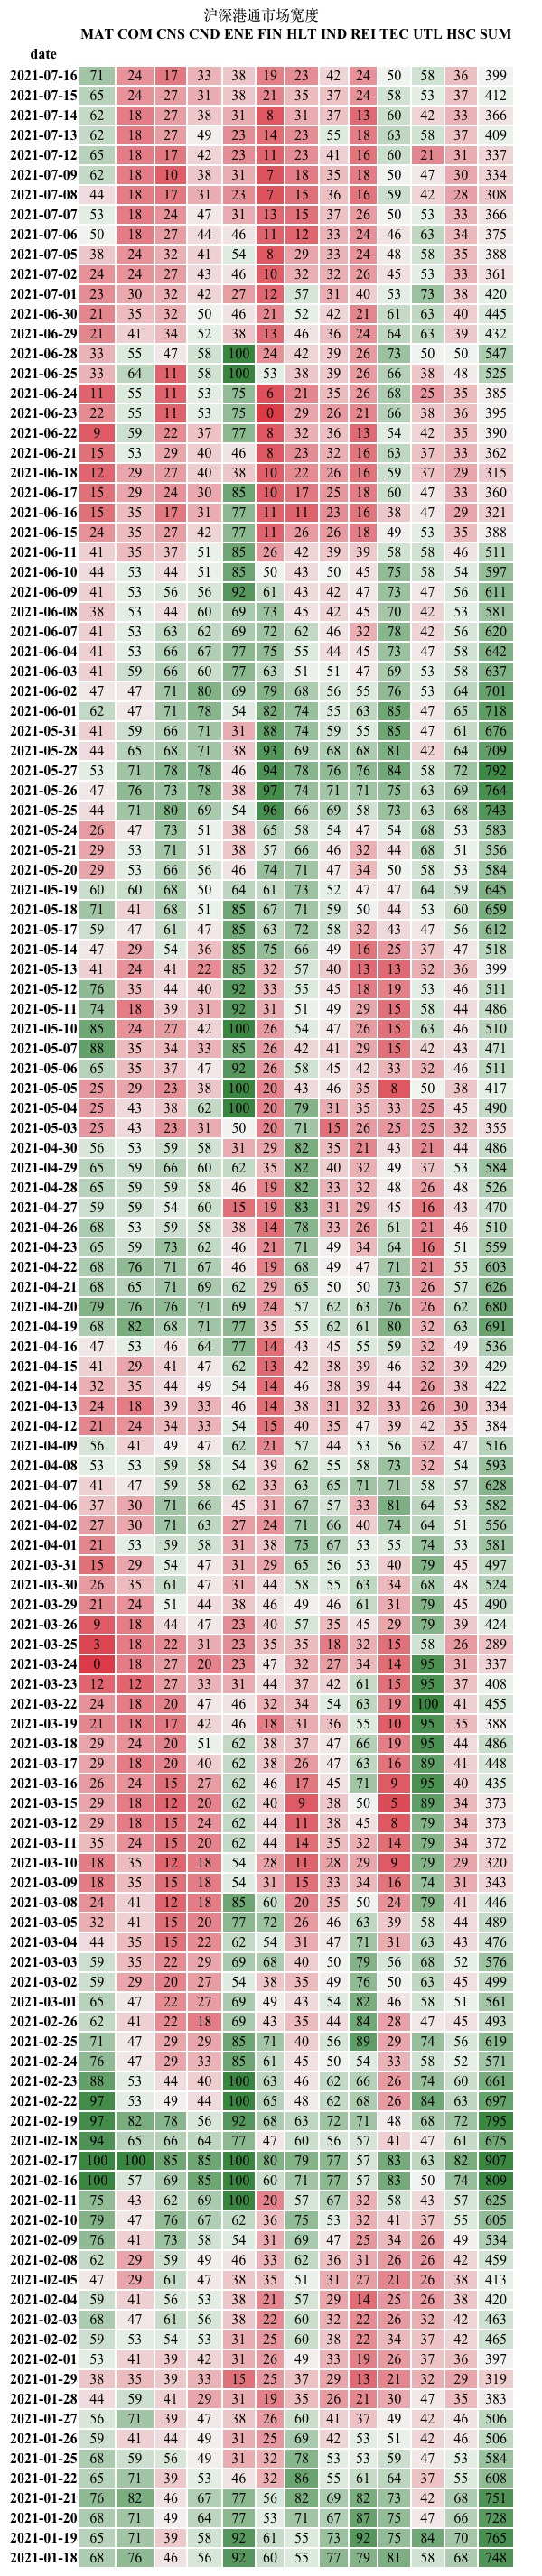 沪深港通市场宽度
MAT COM CNS CND ENE FIN HLT IND REI TEC UTL HSC SUM
date
2021-07-16 71 24 17 33 38 19 23 42 24 50 58 36 399
2021-07-15 65 24 27 31 38 21 35 37 24 58 53 37 412
2021-07-14 62 18 27 38 31 8 31 37 13 60 42 33 366
2021-07-13 62 18 27 49 23 14 23 55 18 63 58 37 409
2021-07-12 65 18 17 42 23 11 23 41 16 60 21 31 337
2021-07-09 62 18 10 38 31 7 18 35 18 50 47 30 334
2021-07-08 44 18 17 31 23 7 15 36 16 59 42 28 308
2021-07-07 53 18 24 47 31 13 15 37 26 50 53 33 366
2021-07-06 50 18 27 44 46 11 12 33 24 46 63 34 375
2021-07-05 38 24 32 41 54 8 29 33 24 48 58 35 388
2021-07-02 24 24 27 43 46 10 32 32 26 45 53 33 361
2021-07-01 23 30 32 42 27 12 57 31 40 53 73 38 420
2021-06-30 21 35 32 50 46 21 52 42 21 61 63 40 445
2021-06-29 21 41 34 52 38 13 46 36 24 64 63 39 432
2021-06-28 33 55 47 58 100 24 42 39 26 73 50 50 547
2021-06-25 33 64 11 58 100 53 38 39 26 66 38 48 525
2021-06-24 11 55 11 53 75 6 21 35 26 68 25 35 385
2021-06-23 22 55 11 53 75 0 29 26 21 68 38 36 395
2021-06-22 9 59 22 37 77 8 32 36 13 54 42 35 390
2021-06-21 15 53 29 40 46 8 23 32 16 63 37 33 362
2021-06-18 12 29 27 40 38 10 22 26 16 59 37 29 315
2021-06-17 15 29 24 30 85 10 17 25 18 60 47 33 360
2021-06-16 15 35 17 31 77 11 11 23 16 38 47 29 321
2021-06-15 24 35 27 42 77 11 26 26 18 49 53 35 388
2021-06-11 41 35 37 51 85 26 42 39 39 58 58 46 511
2021-06-10 44 53 44 51 85 50 43 50 45 75 58 54 597
2021-06-09 41 53 56 56 92 61 43 42 47 73 47 56 611
2021-06-08 38 53 44 60 69 73 45 42 45 70 42 53 581
2021-06-07 41 53 63 62 69 72 62 46 32 78 42 56 620
2021-06-04 41 53 66 67 77 75 55 44 45 73 47 58 642
2021-06-03 41 59 66 60 77 63 51 51 47 69 53 58 637
2021-06-02 47 47 71 80 69 79 68 56 55 76 53 64 701
2021-06-01 62 47 71 78 54 82 74 55 63 85 47 65 718
2021-05-31 41 59 66 71 31 88 74 59 55 85 47 61 676
2021-05-28 44 65 68 71 38 93 69 68 68 81 42 64 709
2021-05-27 53 71 78 78 46 94 78 76 76 84 58 72 792
2021-05-26 47 76 73 78 38 97 74 71 71 75 63 69 764
2021-05-25 44 71 80 69 54 96 66 69 58 73 63 68 743
2021-05-24 26 47 73 51 38 65 58 54 47 54 68 53 583
2021-05-21 29 53 71 51 38 57 66 46 32 44 68 51 556
2021-05-20 29 53 66 56 46 74 71 47 34 50 58 53 584
2021-05-19 60 60 68 50 64 61 73 52 47 47 64 59 645
2021-05-18 71 41 68 51 85 67 71 59 50 44 53 60 659
2021-05-17 59 47 61 47 85 63 72 58 32 43 47 56 612
2021-05-14 47 29 54 36 85 75 66 49 16 25 37 47 518
2021-05-13 41 24 41 22 85 32 57 40 13 13 32 36 399
2021-05-12 76 35 44 40 92 33 55 45 18 19 53 46 511
2021-05-11 74 18 39 31 92 31 51 49 29 15 58 44 486
2021-05-10 85 24 27 42 100 26 54 47 26 15 63 46 510
2021-05-07 88 35 34 33 85 26 42 41 29 15 42 43 471
2021-05-06 65 35 37 47 92 26 58 45 42 33 32 46 511
2021-05-05 25 29 23 38 100 20 43 46 35 8 50 38 417
2021-05-04 25 43 38 62 100 20 79 31 35 33 25 45 490
2021-05-03 25 43 23 31 50 20 71 15 26 25 25 32 355
2021-04-30 56 53 59 58 31 29 82 35 21 43 21 44 486
2021-04-29 65 59 66 60 62 35 82 40 32 49 37 53 584
2021-04-28 65 59 59 58 46 19 82 33 32 48 26 48 526
2021-04-27 59 59 54 60 15 19 83 31 29 45 16 43 470
2021-04-26 68 53 59 58 38 14 78 33 26 61 21 46 510
2021-04-23 65 59 73 62 46 21 71 49 34 64 16 51 559
2021-04-22 68 76 71 67 46 19 68 49 47 71 21 55 603
2021-04-21 68 65 71 69 62 29 65 50 50 73 26 57 626
2021-04-20 79 76 76 71 69 24 57 62 63 76 26 62 680
2021-04-19 68 82 68 71 77 35 55 62 61 80 32 63 691
2021-04-16 47 53 46 64 77 14 43 45 55 59 32 49 536
2021-04-15 41 29 41 47 62 13 42 38 39 46 32 39 429
2021-04-14 32 35 44 49 54 14 46 38 39 44 26 38 422
2021-04-13 24 18 39 33 46 14 38 31 32 33 26 30 334
2021-04-12 21 24 34 33 54 15 40 35 47 39 42 35 384
2021-04-09 56 41 49 47 62 21 57 44 53 56 32 47 516
2021-04-08 53 53 59 58 54 39 62 55 58 73 32 54 593
2021-04-07 41 47 59 58 62 33 63 65 71 71 58 57 628
2021-04-06 37 30 71 66 45 31 67 57 33 81 64 53 582
2021-04-02 27 30 71 63 27 24 71 66 40 74 64 51 556
2021-04-01 21 53 59 58 31 38 75 67 53 55 74 53 581
2021-03-31 15 29 54 47 31 29 65 56 53 40 79 45 497
2021-03-30 26 35 61 47 31 44 58 55 63 34 68 48 524
2021-03-29 21 24 51 44 38 46 49 46 61 31 79 45 490
2021-03-26 9 18 44 47 23 40 57 35 45 29 79 39 424
2021-03-25 3 18 22 31 23 35 35 18 32 15 58 26 289
2021-03-24 0 18 27 20 23 47 32 27 34 14 95 31 337
2021-03-23 12 12 27 33 31 44 37 42 61 15 95 37 408
2021-03-22 24 18 20 47 46 32 34 54 63 19 100 41 455
2021-03-19 21 18 17 42 46 18 31 36 55 10 95 35 388
2021-03-18 29 24 20 51 62 38 37 47 66 19 95 44 486
2021-03-17 29 18 20 40 62 38 26 47 63 16 89 41 448
2021-03-16 26 24 15 27 62 46 17 45 71 9 95 40 435
2021-03-15 29 18 12 20 62 40 9 38 50 5 89 34 373
2021-03-12 29 18 15 24 62 44 11 38 45 8 79 34 373
2021-03-11 35 24 15 20 62 44 14 35 32 14 79 34 372
2021-03-10 18 35 12 18 54 28 11 28 29 9 79 29 320
2021-03-09 18 35 15 18 54 31 15 33 34 16 74 31 343
2021-03-08 24 41 12 18 85 60 20 35 50 24 79 41 446
2021-03-05 32 41 15 20 77 72 26 46 63 39 58 44 489
2021-03-04 44 35 15 22 62 54 31 47 71 31 63 43 476
2021-03-03 59 35 22 29 69 68 40 50 79 56 68 52 576
2021-03-02 59 29 20 27 54 38 35 49 76 50 63 45 499
2021-03-01 65 47 22 27 69 49 43 54 82 46 58 51 561
2021-02-26 62 41 22 18 69 43 35 44 84 28 47 45 493
2021-02-25 71 47 29 29 85 71 40 56 89 29 74 56 619
2021-02-24 76 47 29 33 85 61 45 50 54 33 58 52 571
2021-02-23 88 53 44 40 100 63 46 62 66 26 74 60 661
2021-02-22 97 53 49 44 100 65 48 62 68 26 84 63 697
2021-02-19 97 82 78 56 92 68 63 72 71 48 68 72 795
2021-02-18 94 65 66 64 77 47 60 56 57 41 47 61 675
2021-02-17 100 100 85 85 100 80 79 77 57 83 63 82 907
2021-02-16 100 57 69 85 100 60 71 77 57 83 50 74 809
2021-02-11 75 43 62 69 100 20 57 67 32 58 43 57 625
2021-02-10 79 47 76 67 62 36 75 53 32 41 37 55 605
2021-02-09 76 41 73 58 54 31 69 47 25 34 26 49 534
2021-02-08 62 29 59 49 46 33 62 36 31 26 26 42 459
2021-02-05 47 29 61 47 38 35 51 31 27 21 26 38 413
2021-02-04 59 41 56 53 38 21 57 29 14 25 26 38 420
2021-02-03 68 47 61 56 38 22 60 32 22 26 32 42 463
2021-02-02 59 53 54 53 31 25 60 38 22 34 37 42 465
2021-02-01 53 41 39 42 31 26 49 33 19 26 37 36 397
2021-01-29 38 35 39 33 15 25 37 29 13 21 32 29 319
2021-01-28 44 59 41 29 31 19 35 26 21 30 47 35 383
2021-01-27 56 71 39 47 38 26 60 41 37 49 42 46 506
2021-01-26 59 41 44 49 31 25 69 42 53 51 42 46 506
2021-01-25 68 59 56 49 31 32 78 53 53 59 47 53 584
2021-01-22 65 71 39 53 46 32 86 55 61 64 37 55 608
2021-01-21 76 82 46 67 77 56 82 69 82 73 42 68 751
2021-01-20 68 71 49 64 77 53 71 67 87 75 47 66 728
2021-01-19 65 71 39 58 92 61 55 73 92 75 84 70 765
2021-01-18 68 76 46 56 92 60 55 77 79 81 58 68 748